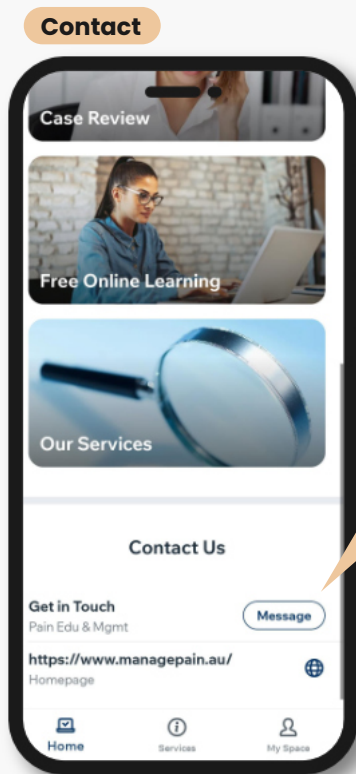 Contact
Case Review
Free Online Learning
Our Services
Contact Us
Get in Touch
Pain Edu & Mgmt
Message
https://www.managepain.au/
Homepage
Home
Services
My Space